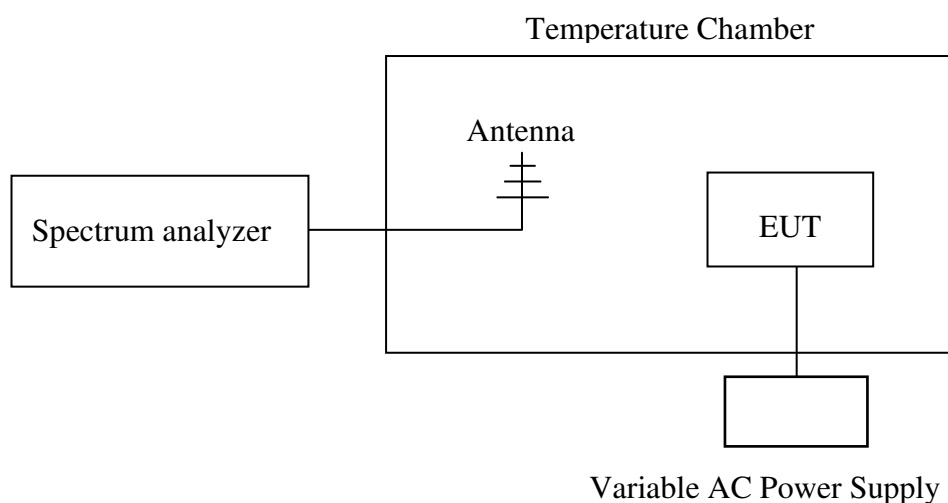 Temperature Chamber
Antenna
Spectrum analyzer
EUT
Variable AC Power Supply